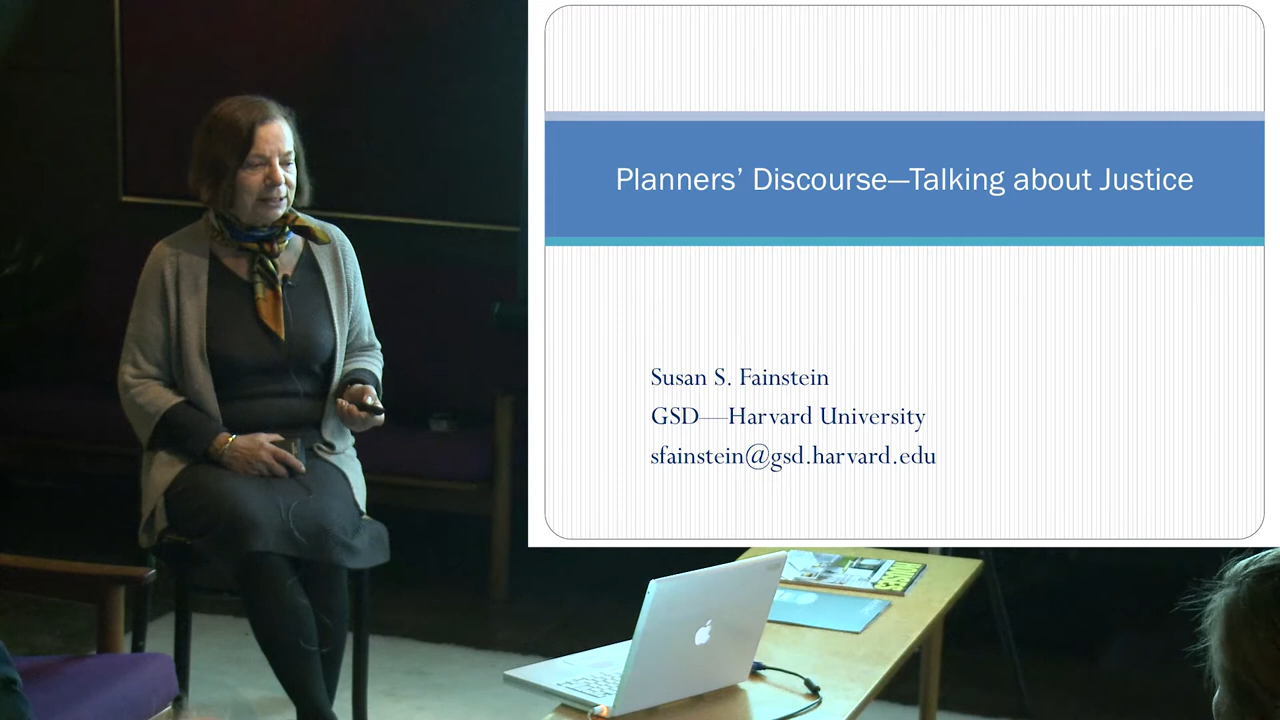 Planners’ Discourse—Talking about Justice
Susan S. Fainstein
GSD—Harvard University
sfainstein@gsd.harvard.edu